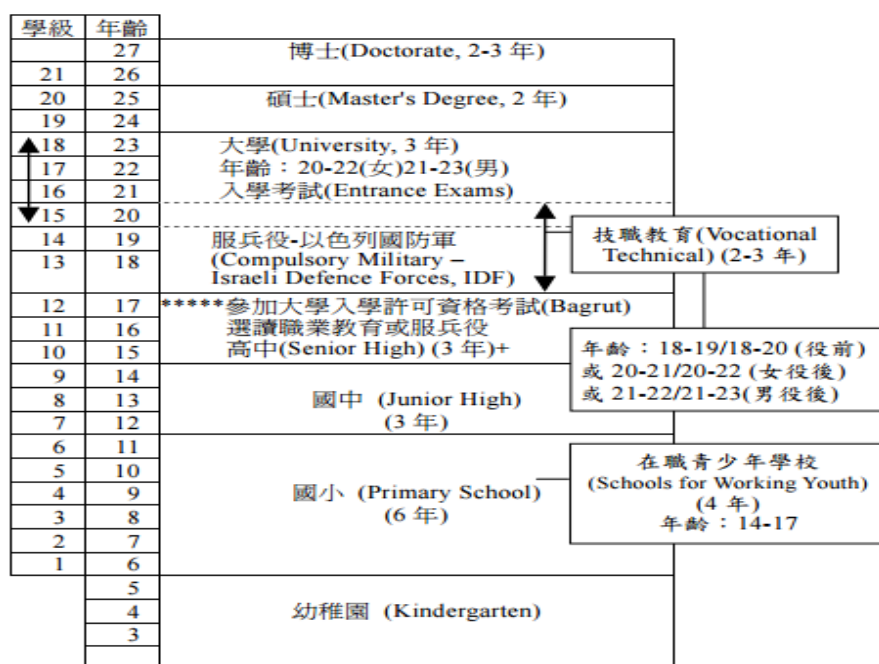 學級 年齡
27 博士(Doctorate, 2-3 年)
21 26
20 25 碩士(Master's Degree, 2 年)
19 24
18 23 大學(University, 3 年)
17 22 年齡：20-22(女)21-23(男)
16 21 入學考試(Entrance Exams)
15 20
14 19 服兵役-以色列國防軍
13 18 (Compulsory Military –
Israeli Defence Forces, IDF)
技職教育(Vocational
Technical) (2-3 年)
12 17 *****參加大學入學許可資格考試(Bagrut)
11 16 選讀職業教育或服兵役
10 15 高中(Senior High) (3 年)+
年齡：18-19/18-20 (役前)
或 20-21/20-22 (女役後)
或 21-22/21-23(男役後)
9 14
8 13 國中 (Junior High)
7 12 (3 年)
6 11
5 10
4 9 國小 (Primary School)
3 8 (6 年)
2 7
1 6
在職青少年學校
(Schools for Working Youth)
(4 年)
年齡：14-17
5
4 幼稚園 (Kindergarten)
3